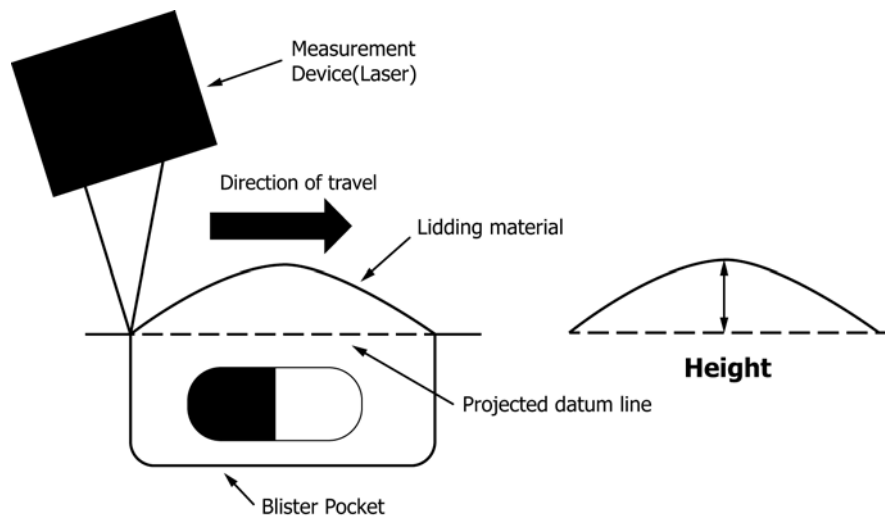 Measurement
Device(Laser)
Direction of travel
Lidding material
Height
Projected datum line
Blister Pocket